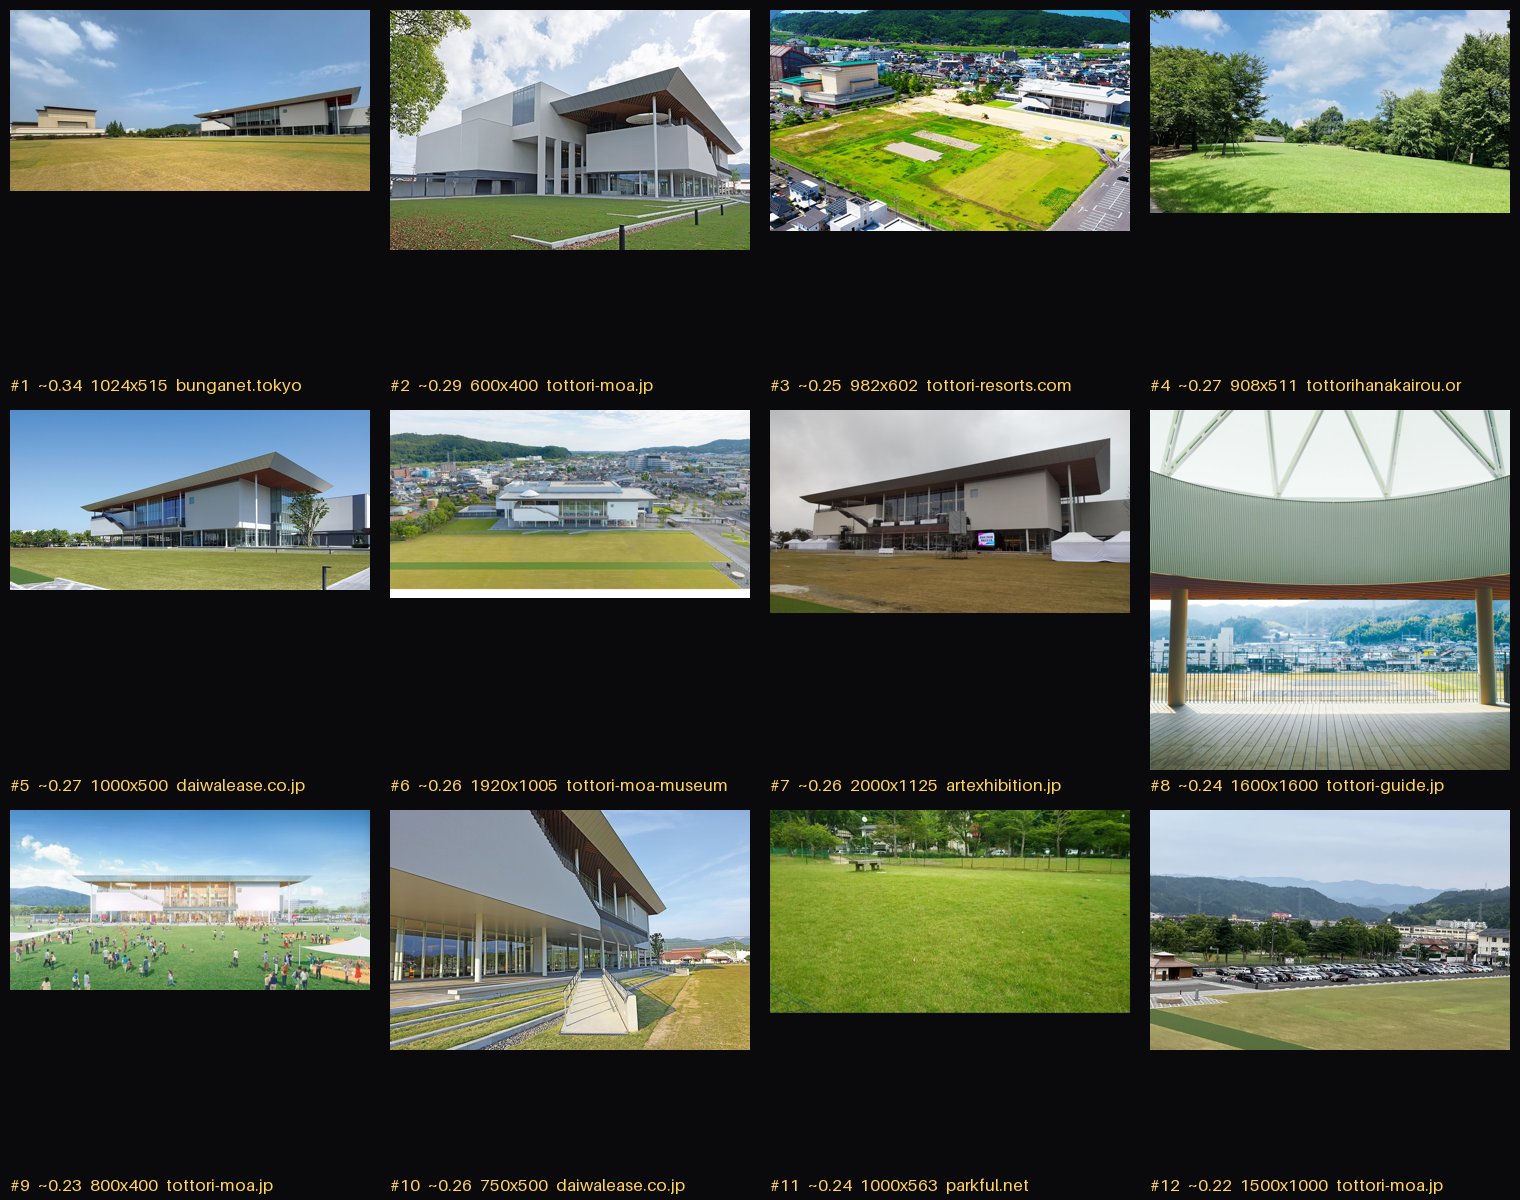 #1 ~0.34 1024x515 bunganet.tokyo
#2 ~0.29 600x400 tottori-moa.jp
#3 ~0.25 982x602 tottori-resorts.com
#4 ~0.27 908x511 tottorihanakairou.or
#5 ~0.27 1000x500 daiwalease.co.jp
#6 ~0.26 1920x1005 tottori-moa-museum
#7 ~0.26 2000x1125 artexhibition.jp
#8 ~0.24 1600x1600 tottori-guide.jp
#9 ~0.23 800x400 tottori-moa.jp
#10 ~0.26 750x500 daiwalease.co.jp
#11 ~0.24 1000x563 parkful.net
#12 ~0.22 1500x1000 tottori-moa.jp